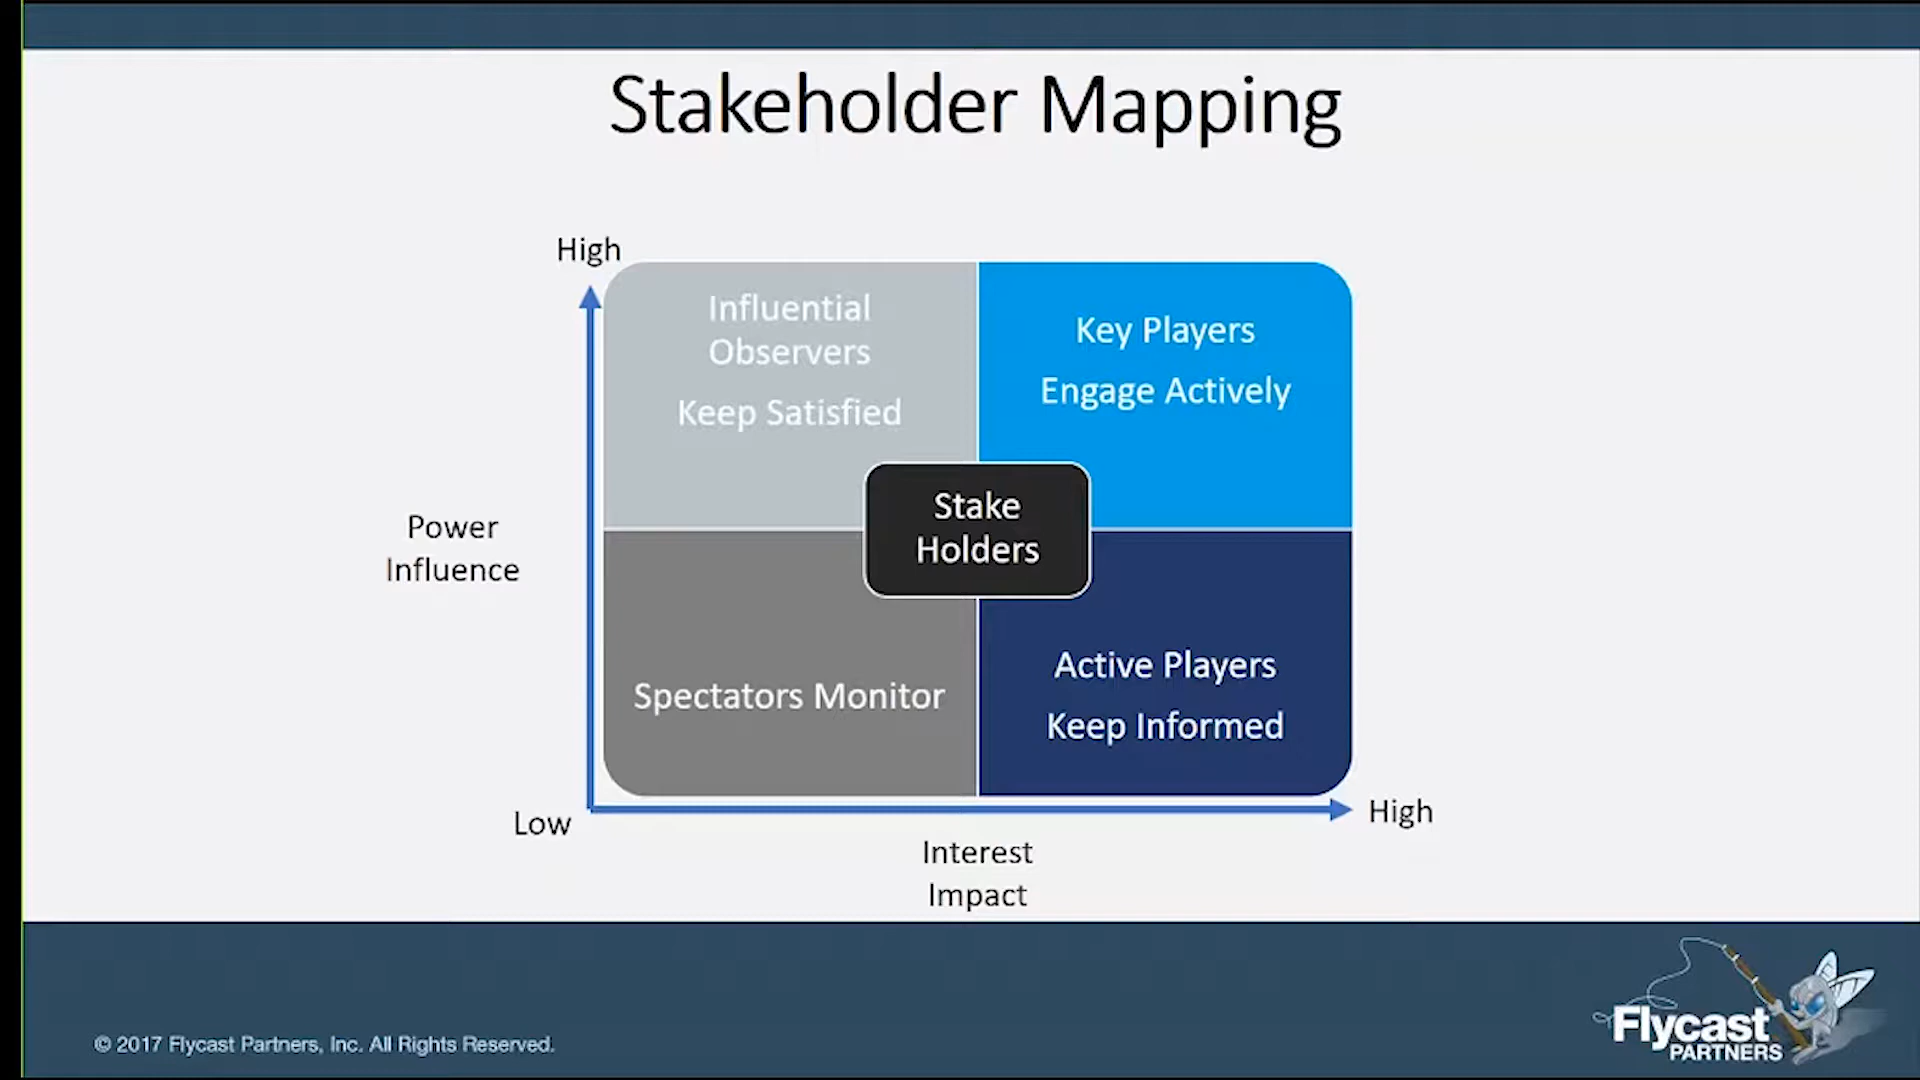 Stakeholder Mapping
High
Influential
Observers
Keep Satisfied
Key Players
Engage Actively
Stake
Holders
Power
Influence
Spectators Monitor
Active Players
Keep Informed
Low
High
Interest
Impact
© 2017 Flycast Partners, Inc. All Rights Reserved.
Flycast
PARTNERS